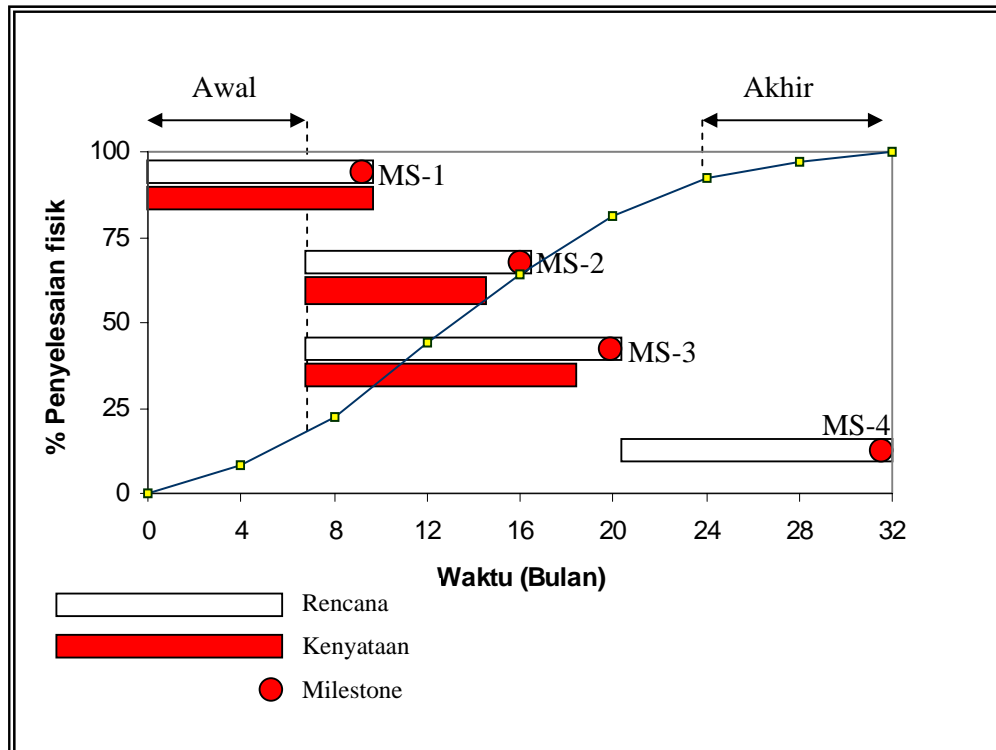 Awal
Akhir
100
75
50
25
0
% Penyelesaian fisik
MS-1
MS-2
MS-3
MS-4
0 4 8 12 16 20 24 28 32
Waktu (Bulan)
Rencana
Kenyataan
Milestone